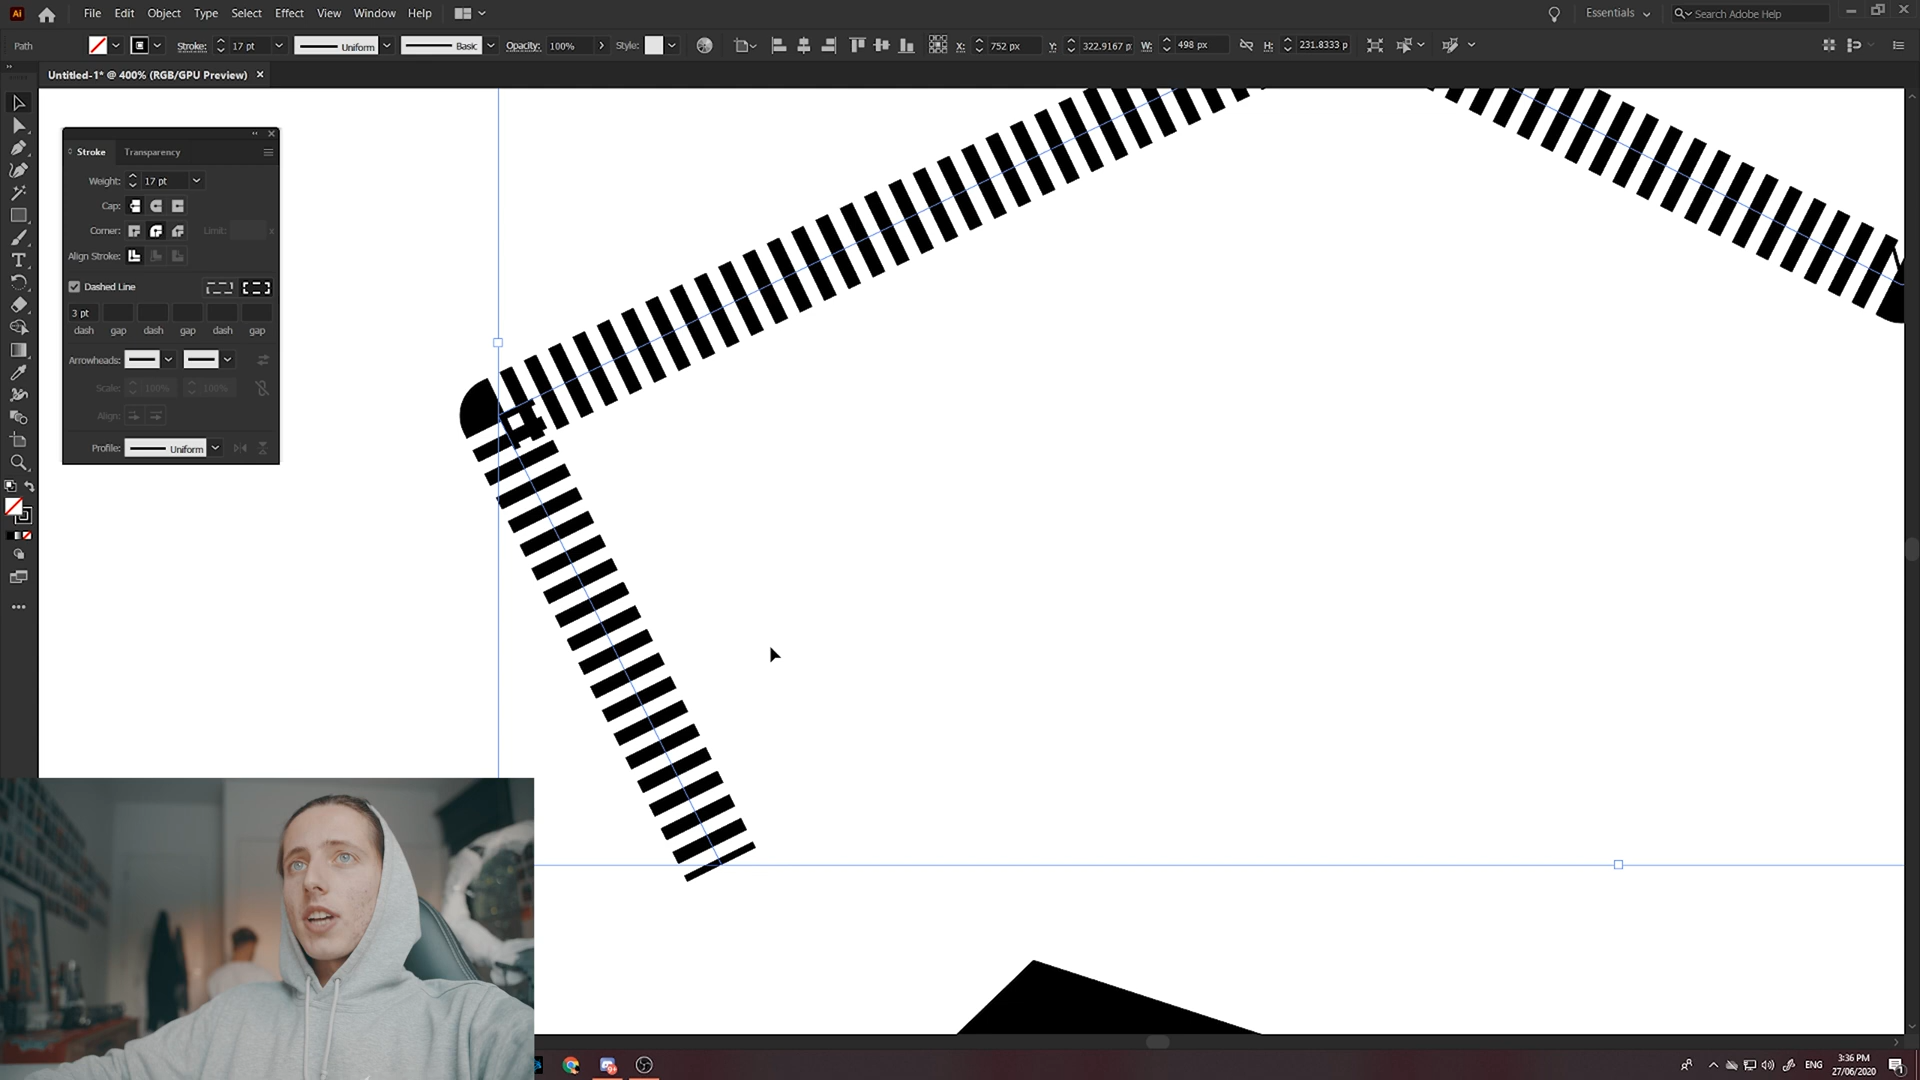 Ai File Edit Object Type Select Effect View Window Help Essentials Search Adobe Help
Path Stroke: 17 pt Uniform Basic Opacity: 100% Style: X: 752 px Y: 322.9167 p W: 498 px H: 231.8333 p
Untitled-1* @ 400% (RGB/GPU Preview)
Stroke Transparency
Weight: 17 pt
Cap:
Corner: Limit: x
Align Stroke:
Dashed Line
3 pt
dash gap dash gap dash gap
Arrowheads:
Scale: 100% 100%
Align:
Profile: Uniform
ENG 3:36 PM
27/06/2020